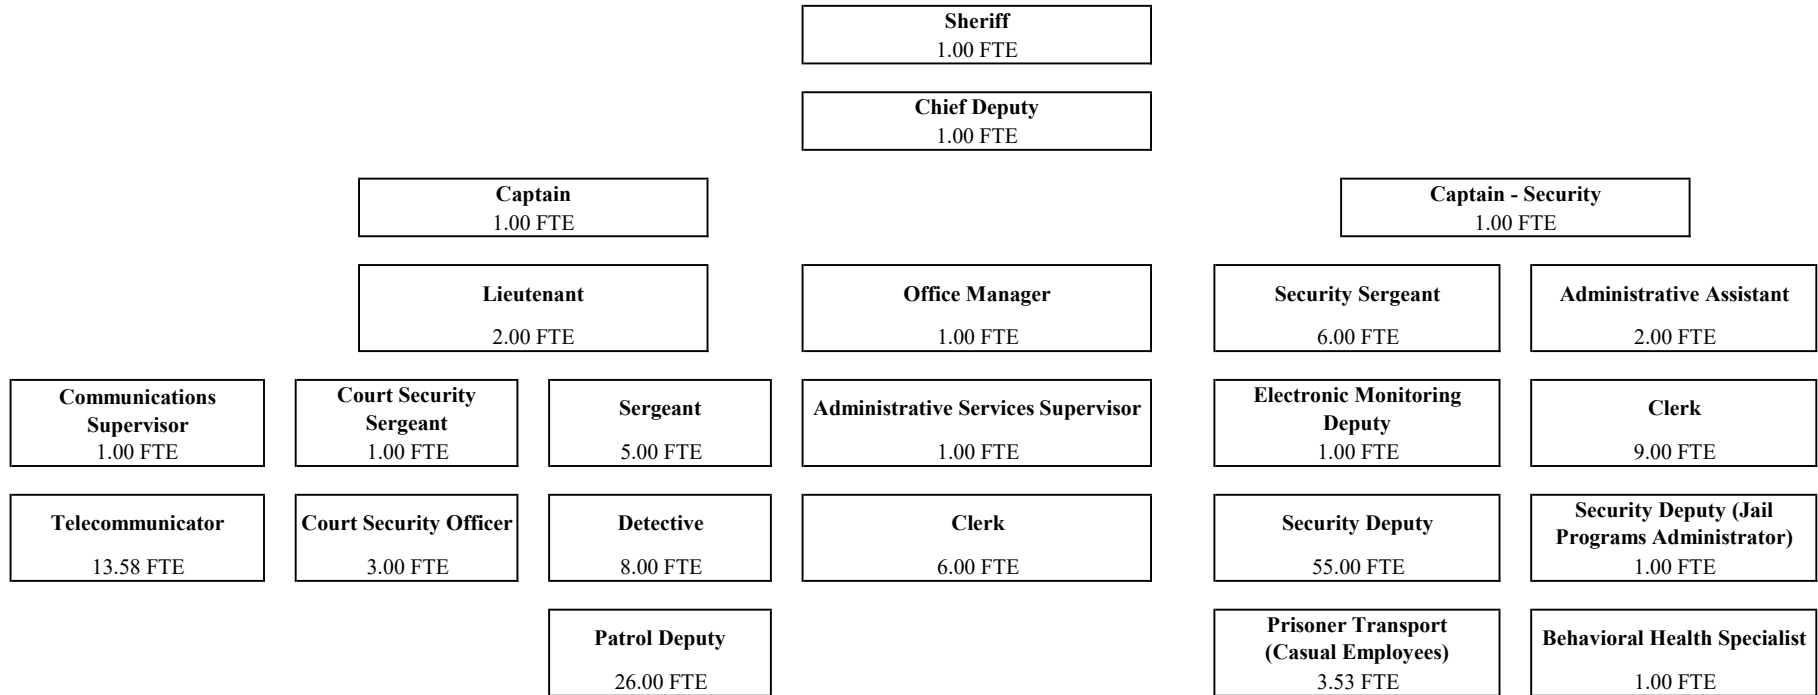 Sheriff
1.00 FTE
Chief Deputy
1.00 FTE
Captain
1.00 FTE
Captain - Security
1.00 FTE
Lieutenant
2.00 FTE
Office Manager
1.00 FTE
Security Sergeant
6.00 FTE
Administrative Assistant
2.00 FTE
Communications
Supervisor
1.00 FTE
Court Security
Sergeant
1.00 FTE
Sergeant
5.00 FTE
Administrative Services Supervisor
1.00 FTE
Electronic Monitoring
Deputy
1.00 FTE
Clerk
9.00 FTE
Telecommunicator
13.58 FTE
Court Security Officer
3.00 FTE
Detective
8.00 FTE
Clerk
6.00 FTE
Security Deputy
55.00 FTE
Security Deputy (Jail
Programs Administrator)
1.00 FTE
Patrol Deputy
26.00 FTE
Prisoner Transport
(Casual Employees)
3.53 FTE
Behavioral Health Specialist
1.00 FTE